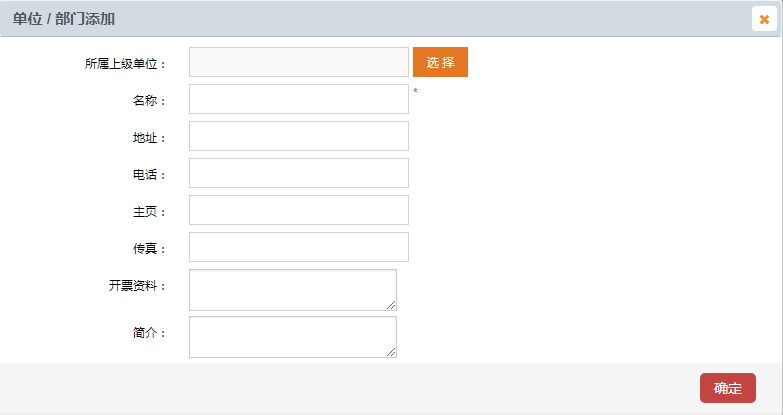 单位 / 部门添加
所属上级单位： 选 择
名称： *
地址：
电话：
主页：
传真：
开票资料：
简介：
确定